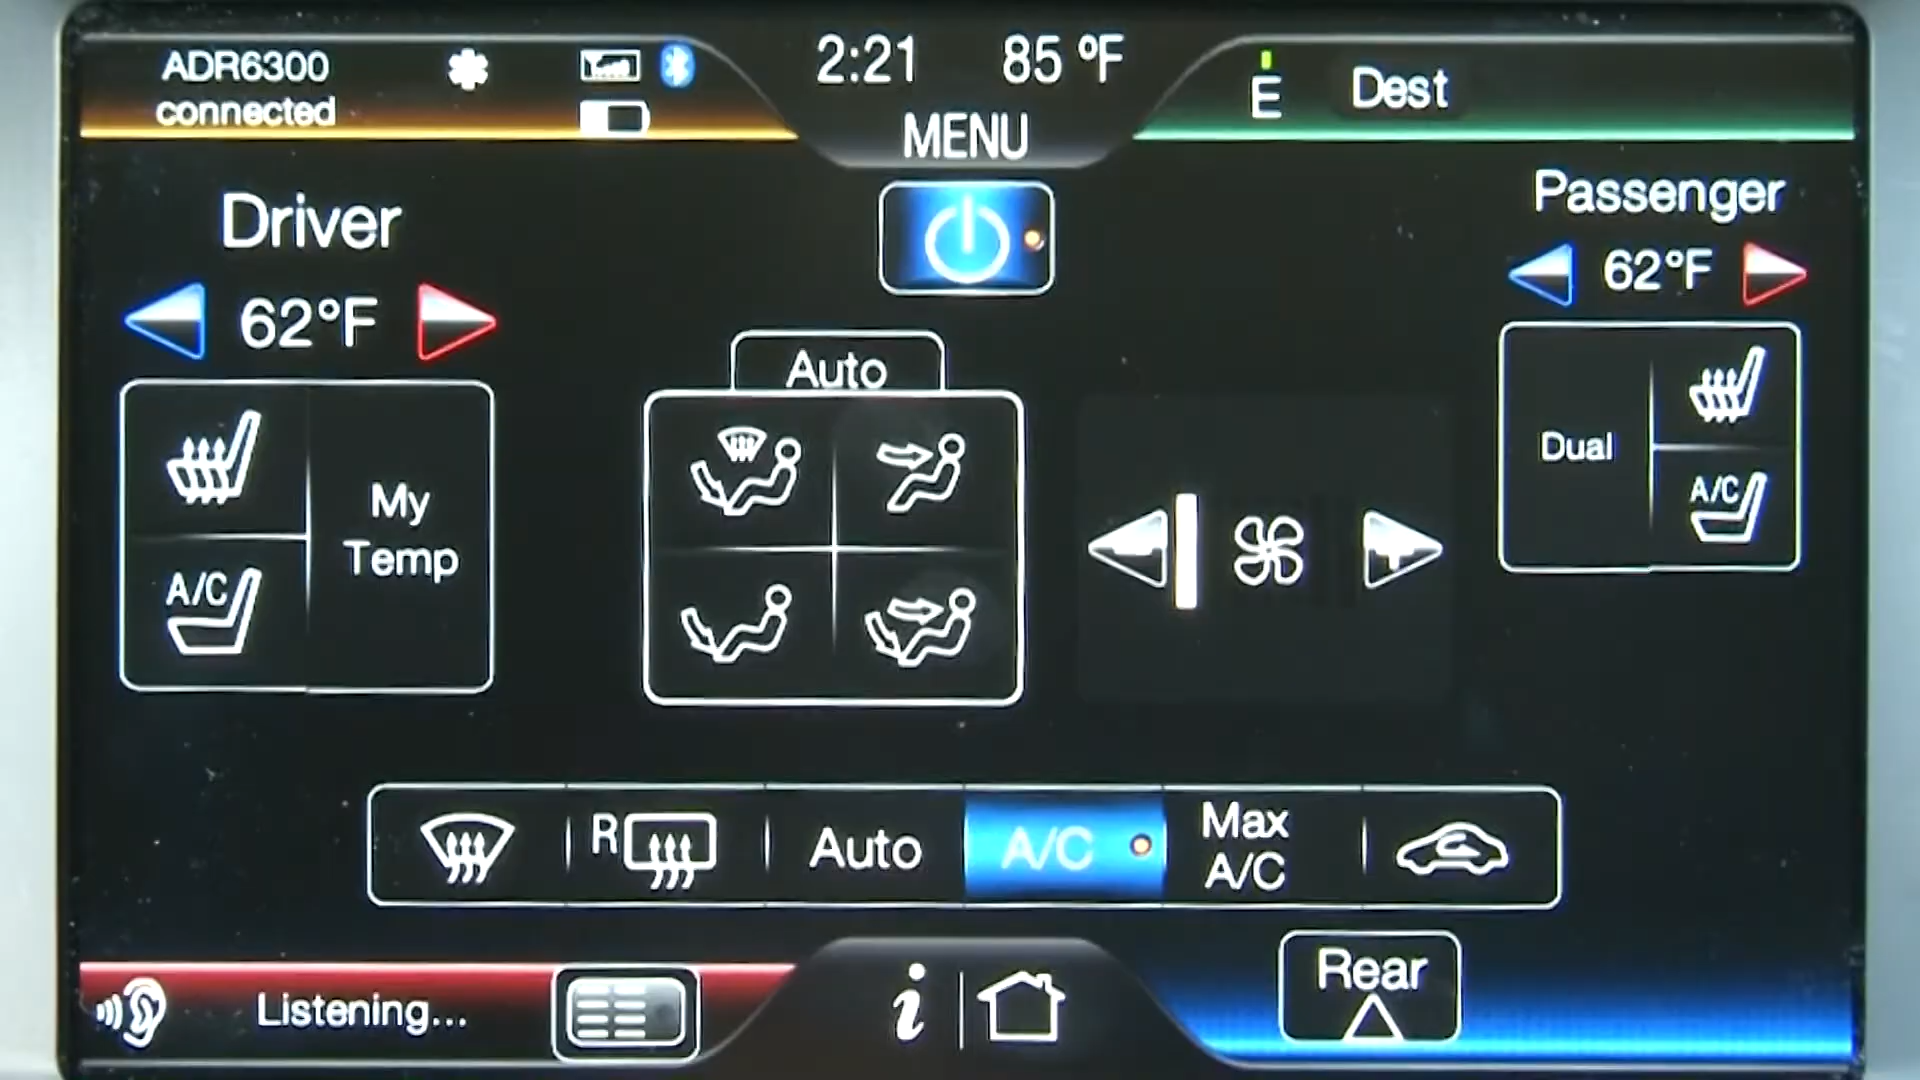 ADR6300
connected
2:21 85 °F
MENU
E Dest
Driver
62°F
My
Temp
A/C
Auto
Passenger
62°F
Dual
A/C
R
Auto
A/C
Max
A/C
Listening...
i
Rear